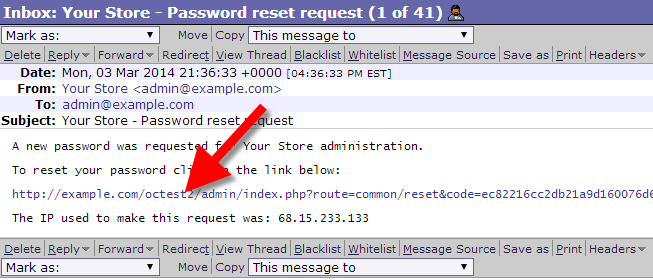 Inbox: Your Store - Password reset request (1 of 41)
Mark as: Move Copy This message to
Delete Reply Forward Redirect View Thread Blacklist Whitelist Message Source Save as Print Headers
Date: Mon, 03 Mar 2014 21:36:33 +0000 [04:36:33 PM EST]
From: Your Store <admin@example.com>
To: admin@example.com
Subject: Your Store - Password reset request
A new password was requested for Your Store administration.
To reset your password click the link below:
http://example.com/octest2/admin/index.php?route=common/reset&code=ec82216cc2db21a9d160076d
The IP used to make this request was: 68.15.233.133
Delete Reply Forward Redirect View Thread Blacklist Whitelist Message Source Save as Print Headers
Mark as: Move Copy This message to